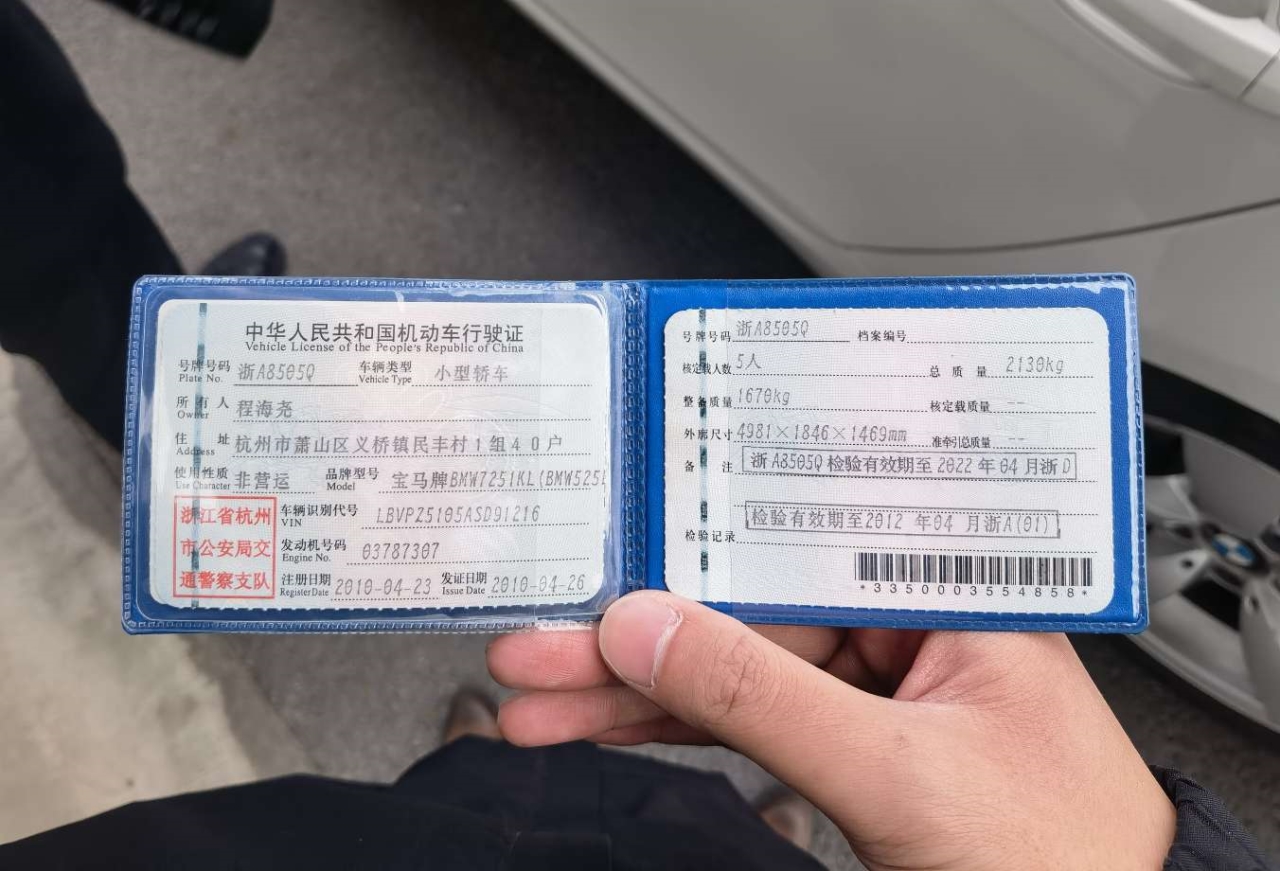 中华人民共和国机动车行驶证
Vehicle License of the People's Republic of China
号牌号码 浙A8505Q 车辆类型 小型轿车
Plate No. Vehicle Type
所有人 程海尧
Owner
住址 杭州市萧山区义桥镇民丰村1组40户
Address
使用性质 非营运 品牌型号 宝马牌BMW7251KL(BMW525L
Use Character Model
浙江省杭州
市公安局交
通警察支队
车辆识别代号 LBVPZ5105ASD91216
VIN
发动机号码 03787307
Engine No.
注册日期 2010-04-23 发证日期 2010-04-26
Register Date Issue Date
号牌号码 浙A8505Q 档案编号
核定载人数 5人 总质量 2130kg
整备质量 1670kg 核定载质量 --
外廓尺寸 4981×1846×1469mm 准牵引总质量 --
备注 浙A8505Q检验有效期至2022年04月浙D
检验有效期至2012年04月浙A(01)
检验记录
*3350003554858*